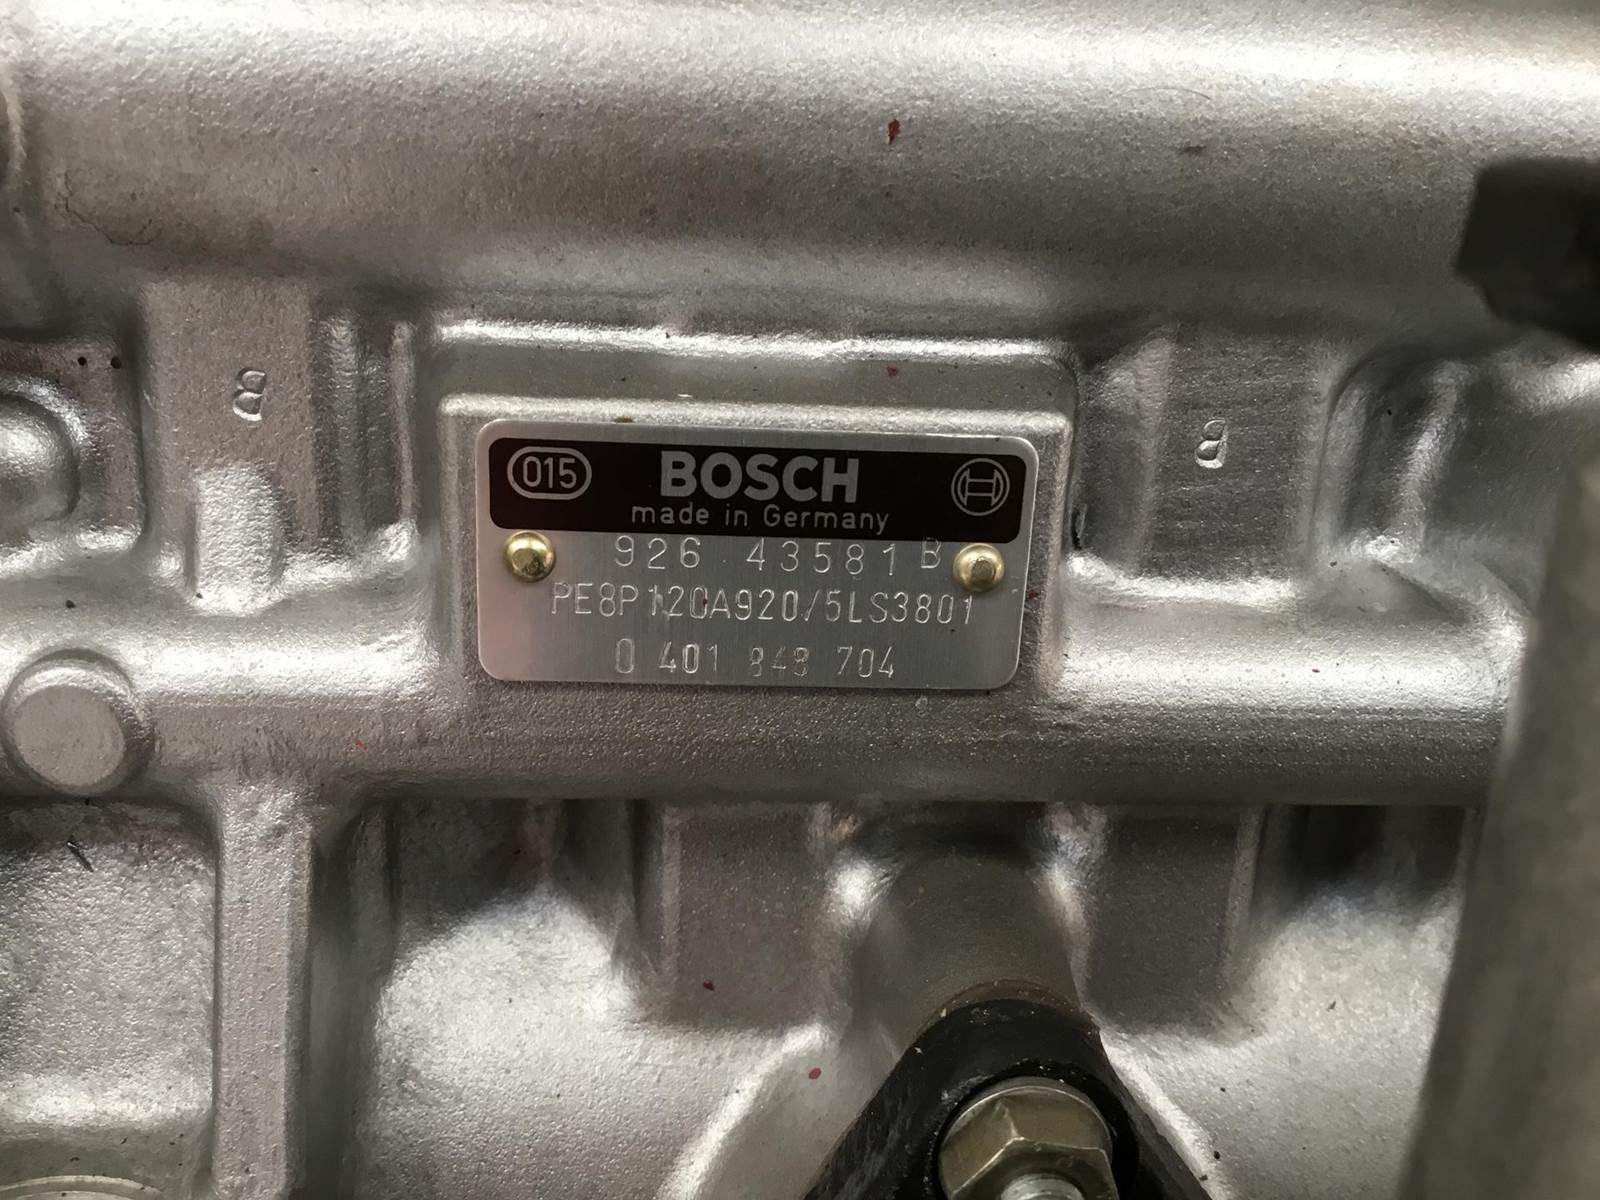 B
B
015
BOSCH
made in Germany
926 43581 B
PE8P120A920/5LS3801
0 401 848 704